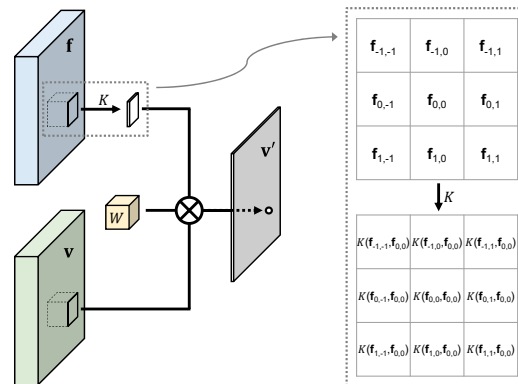 f
K
W
v
v′
f-1,-1 f-1,0 f-1,1
f0,-1 f0,0 f0,1
f1,-1 f1,0 f1,1
K
K(f-1,-1,f0,0) K(f-1,0,f0,0) K(f-1,1,f0,0)
K(f0,-1,f0,0) K(f0,0,f0,0) K(f0,1,f0,0)
K(f1,-1,f0,0) K(f1,0,f0,0) K(f1,1,f0,0)